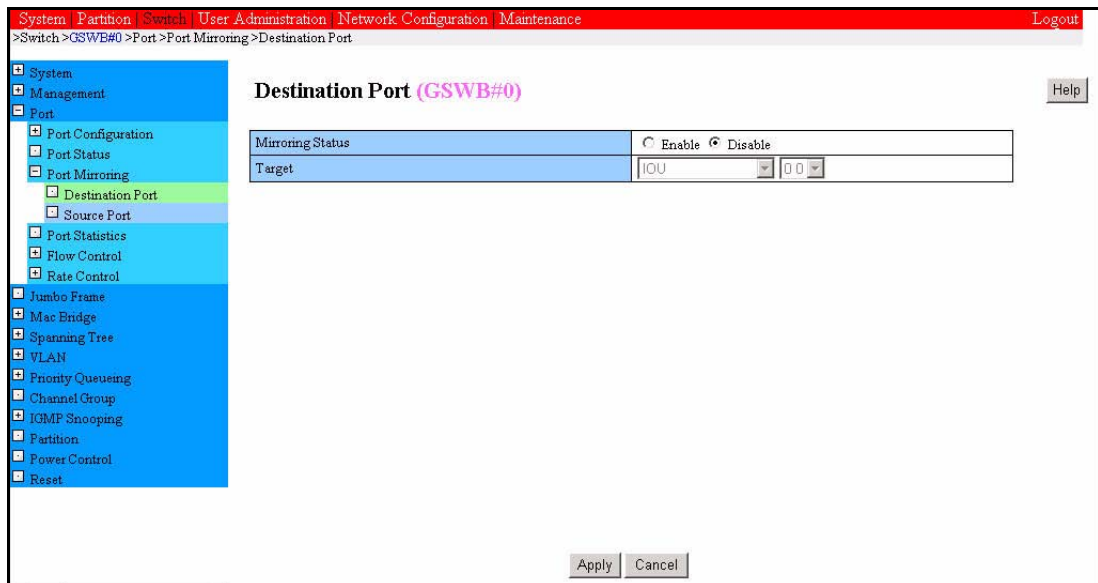 System | Partition | Switch | User Administration | Network Configuration | Maintenance Logout
>Switch >GSWB#0 >Port >Port Mirroring >Destination Port
System
Management
Port
Port Configuration
Port Status
Port Mirroring
Destination Port
Source Port
Port Statistics
Flow Control
Rate Control
Jumbo Frame
Mac Bridge
Spanning Tree
VLAN
Priority Queueing
Channel Group
IGMP Snooping
Partition
Power Control
Reset
Destination Port (GSWB#0)
Help
Mirroring Status Enable Disable
Target IOU 0 0
Apply Cancel